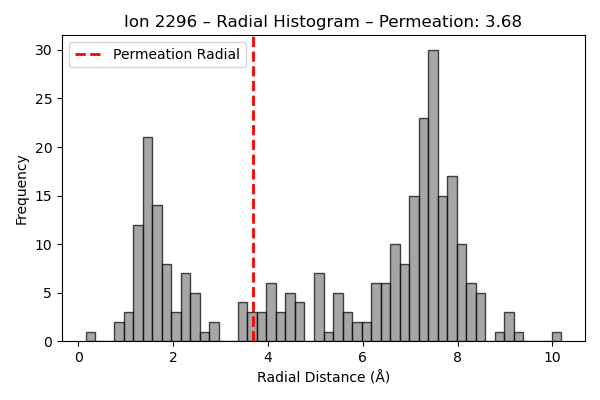 Ion 2296 – Radial Histogram – Permeation: 3.68
Permeation Radial
Frequency
30
25
20
15
10
5
0
0 2 4 6 8 10
Radial Distance (Å)